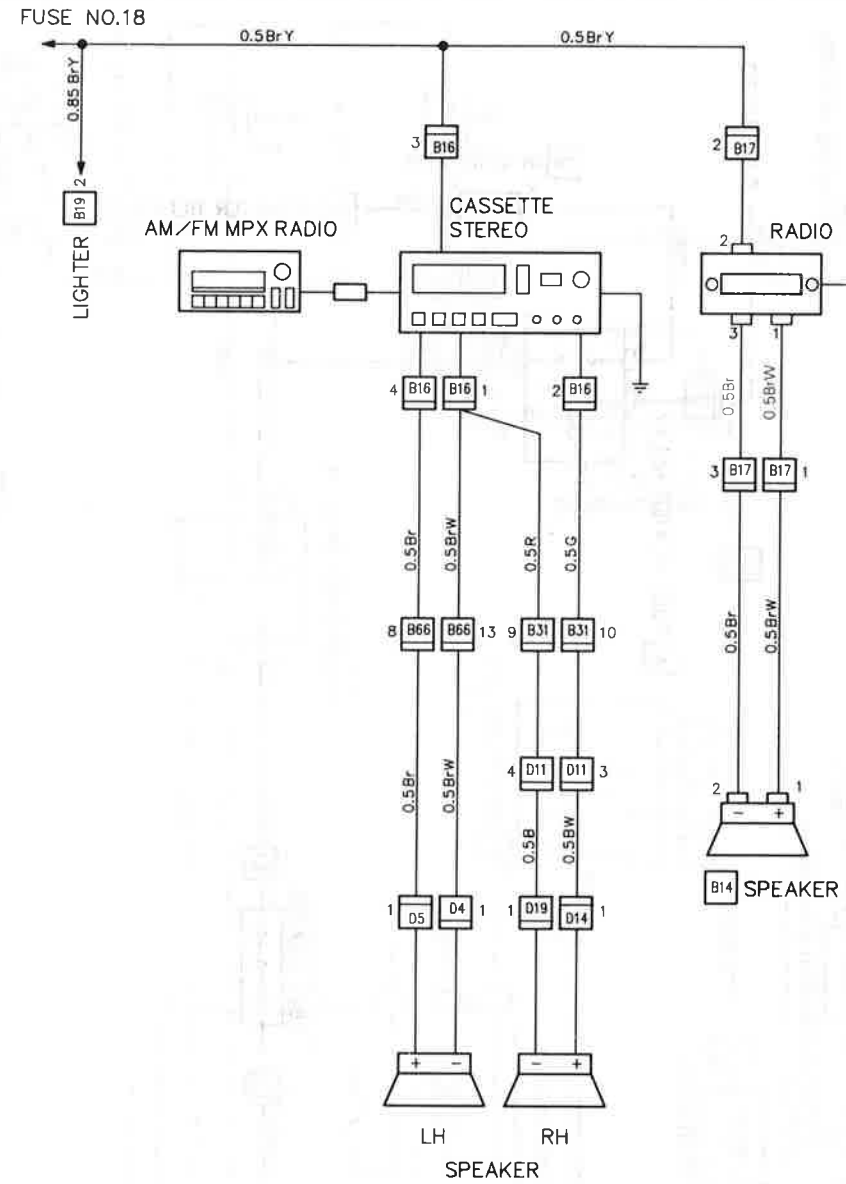 FUSE NO.18
0.5BrY
0.5BrY
0.85 BrY
3
B16
2
B17
2
B19
LIGHTER
AM/FM MPX RADIO
CASSETTE
STEREO
2
RADIO
3
1
4
B16
B16
1
2
B16
0.5Br
0.5BrW
3
B17
B17
1
0.5Br
0.5BrW
0.5R
0.5G
8
B66
B66
13
9
B31
B31
10
0.5Br
0.5BrW
4
D11
D11
3
0.5Br
0.5BrW
0.5B
0.5BW
2
1
-
+
B14
SPEAKER
1
D5
D4
1
1
D19
D14
1
+
-
-
+
LH
RH
SPEAKER